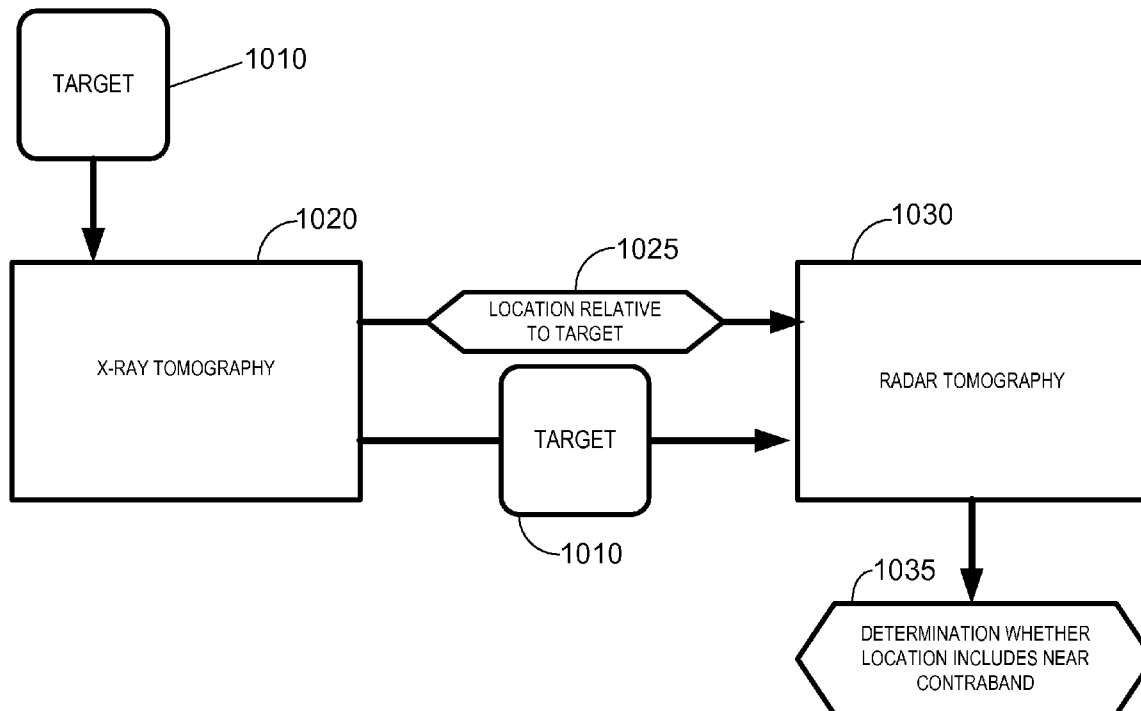 TARGET
1010
1020
X-RAY TOMOGRAPHY
1025
LOCATION RELATIVE
TO TARGET
1030
RADAR TOMOGRAPHY
TARGET
1010
1035
DETERMINATION WHETHER
LOCATION INCLUDES NEAR
CONTRABAND